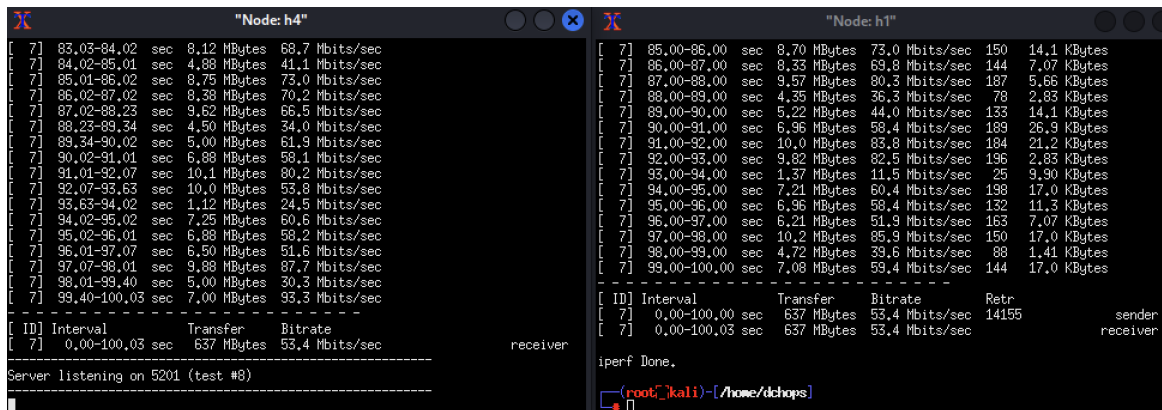 "Node: h4"
[  7]  83.03-84.02  sec  8.12 MBytes  68.7 Mbits/sec
[  7]  84.02-85.01  sec  4.88 MBytes  41.1 Mbits/sec
[  7]  85.01-86.02  sec  8.75 MBytes  73.0 Mbits/sec
[  7]  86.02-87.02  sec  8.38 MBytes  70.2 Mbits/sec
[  7]  87.02-88.23  sec  9.62 MBytes  66.5 Mbits/sec
[  7]  88.23-89.34  sec  4.50 MBytes  34.0 Mbits/sec
[  7]  89.34-90.02  sec  5.00 MBytes  61.9 Mbits/sec
[  7]  90.02-91.01  sec  6.88 MBytes  58.1 Mbits/sec
[  7]  91.01-92.07  sec  10.1 MBytes  80.2 Mbits/sec
[  7]  92.07-93.63  sec  10.0 MBytes  53.8 Mbits/sec
[  7]  93.63-94.02  sec  1.12 MBytes  24.5 Mbits/sec
[  7]  94.02-95.02  sec  7.25 MBytes  60.6 Mbits/sec
[  7]  95.02-96.01  sec  6.88 MBytes  58.2 Mbits/sec
[  7]  96.01-97.07  sec  6.50 MBytes  51.6 Mbits/sec
[  7]  97.07-98.01  sec  9.88 MBytes  87.7 Mbits/sec
[  7]  98.01-99.40  sec  5.00 MBytes  30.3 Mbits/sec
[  7]  99.40-100.03 sec  7.00 MBytes  93.3 Mbits/sec
- - - - - - - - - - - - - - - - - - - - - - - - -
[ ID] Interval           Transfer     Bitrate
[  7]   0.00-100.03 sec   637 MBytes  53.4 Mbits/sec                  receiver
-----------------------------------------------------------
Server listening on 5201 (test #8)
-----------------------------------------------------------
"Node: h1"
[  7]  85.00-86.00  sec  8.70 MBytes  73.0 Mbits/sec  150   14.1 KBytes
[  7]  86.00-87.00  sec  8.33 MBytes  69.8 Mbits/sec  144   7.07 KBytes
[  7]  87.00-88.00  sec  9.57 MBytes  80.3 Mbits/sec  187   5.66 KBytes
[  7]  88.00-89.00  sec  4.35 MBytes  36.3 Mbits/sec   78   2.83 KBytes
[  7]  89.00-90.00  sec  5.22 MBytes  44.0 Mbits/sec  133   14.1 KBytes
[  7]  90.00-91.00  sec  6.96 MBytes  58.4 Mbits/sec  189   26.9 KBytes
[  7]  91.00-92.00  sec  10.0 MBytes  83.8 Mbits/sec  184   21.2 KBytes
[  7]  92.00-93.00  sec  9.82 MBytes  82.5 Mbits/sec  196   2.83 KBytes
[  7]  93.00-94.00  sec  1.37 MBytes  11.5 Mbits/sec   25   9.90 KBytes
[  7]  94.00-95.00  sec  7.21 MBytes  60.4 Mbits/sec  198   17.0 KBytes
[  7]  95.00-96.00  sec  6.96 MBytes  58.4 Mbits/sec  132   11.3 KBytes
[  7]  96.00-97.00  sec  6.21 MBytes  51.9 Mbits/sec  163   7.07 KBytes
[  7]  97.00-98.00  sec  10.2 MBytes  85.9 Mbits/sec  150   17.0 KBytes
[  7]  98.00-99.00  sec  4.72 MBytes  39.6 Mbits/sec   88   1.41 KBytes
[  7]  99.00-100.00 sec  7.08 MBytes  59.4 Mbits/sec  144   17.0 KBytes
- - - - - - - - - - - - - - - - - - - - - - - - -
[ ID] Interval           Transfer     Bitrate         Retr
[  7]   0.00-100.00 sec   637 MBytes  53.4 Mbits/sec  14155             sender
[  7]   0.00-100.03 sec   637 MBytes  53.4 Mbits/sec                  receiver
iperf Done.
(root kali)-[/home/dchops]
#